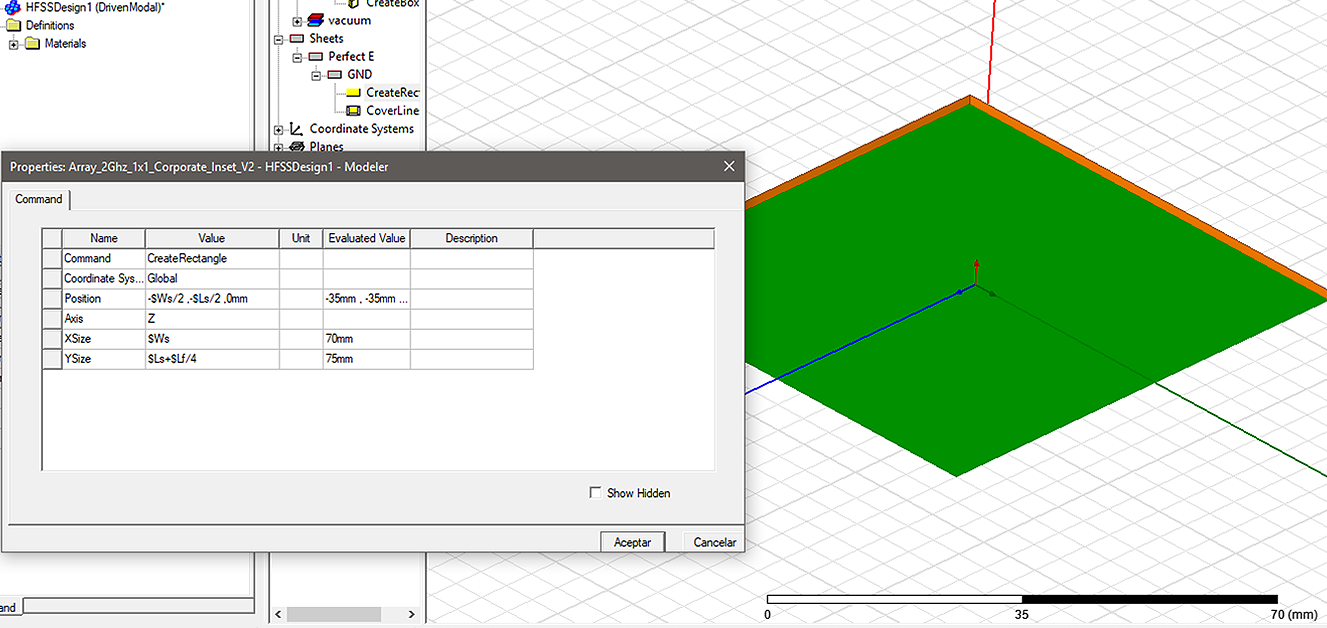 HFSSDesign1 (DrivenModal)*
Definitions
Materials
CreateBox
vacuum
Sheets
Perfect E
GND
CreateRec
CoverLine
Coordinate Systems
Planes
Properties: Array_2Ghz_1x1_Corporate_Inset_V2 - HFSSDesign1 - Modeler
Command
Name Value Unit Evaluated Value Description
Command CreateRectangle
Coordinate Sys... Global
Position -$Ws/2 ,-$Ls/2 ,0mm -35mm , -35mm ...
Axis Z
XSize $Ws 70mm
YSize $Ls+$Lf/4 75mm
Show Hidden
Aceptar Cancelar
and
0 35 70 (mm)